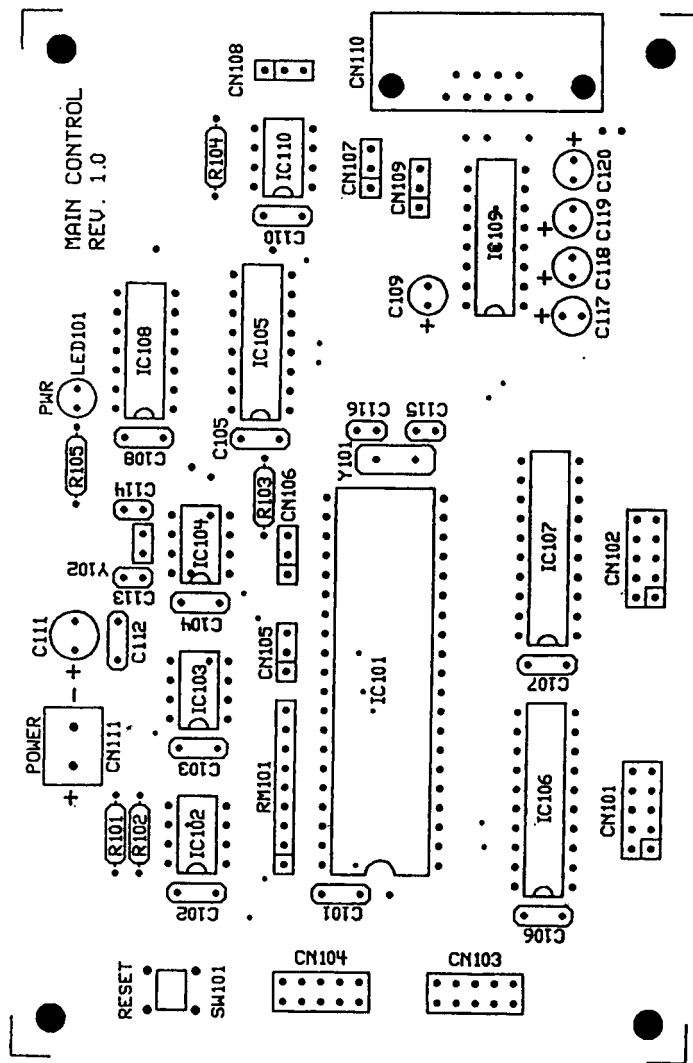 MAIN CONTROL
REV. 1.0
CN108
CN110
R104
IC110
CN107
CN109
C110
IC109
C120
C119
C118
C117
C109
PWR
LED101
IC108
IC105
R105
C108
C105
C116
C115
Y101
R103
CN106
C114
Y102
C113
IC104
C104
IC107
CN102
C111
C112
CN105
IC103
C103
IC101
C107
POWER
CN111
RM101
R101
R102
IC102
C102
C101
IC106
CN101
C106
RESET
SW101
CN104
CN103